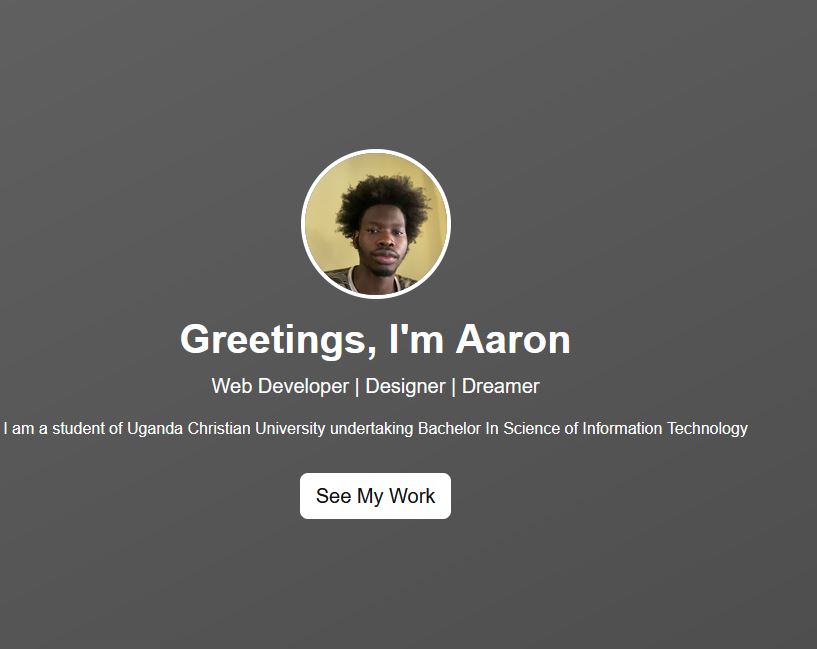 Greetings, I'm Aaron
Web Developer | Designer | Dreamer
I am a student of Uganda Christian University undertaking Bachelor In Science of Information Technology
See My Work